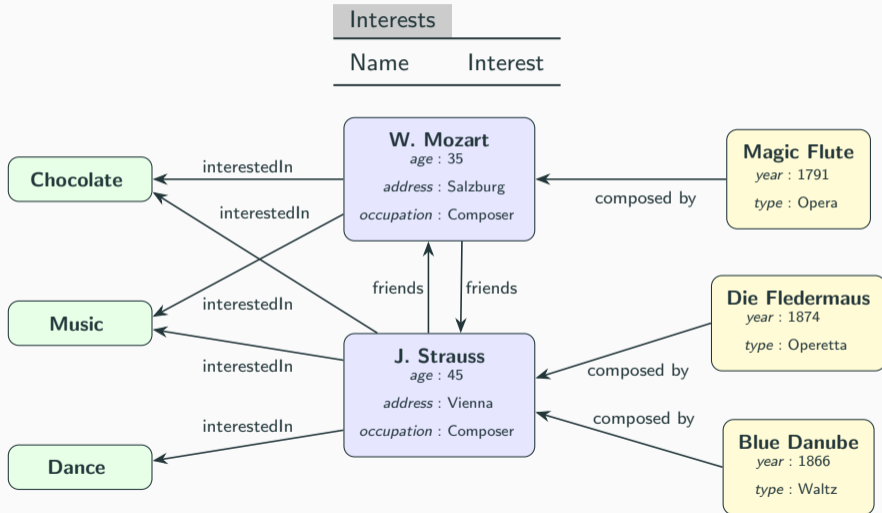 Interests
Name Interest
W. Mozart
age : 35
address : Salzburg
occupation : Composer
Magic Flute
year : 1791
type : Opera
Chocolate
interestedIn
interestedIn
composed by
friends
friends
Music
interestedIn
interestedIn
J. Strauss
age : 45
address : Vienna
occupation : Composer
Die Fledermaus
year : 1874
type : Operetta
composed by
composed by
interestedIn
Dance
Blue Danube
year : 1866
type : Waltz